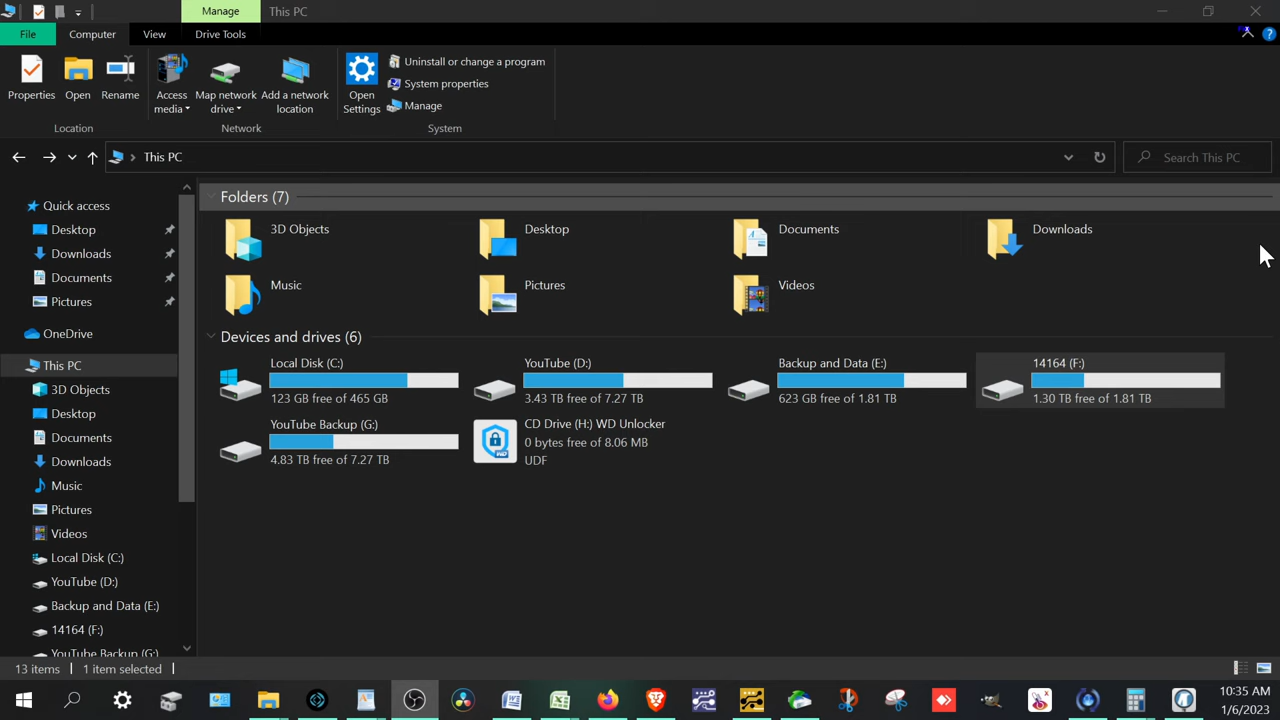 Manage
This PC
File
Computer
View
Drive Tools
Properties
Open
Rename
Access media
Map network drive
Add a network location
Open Settings
Uninstall or change a program
System properties
Manage
Location
Network
System
This PC
Search This PC
Quick access
Desktop
Downloads
Documents
Pictures
OneDrive
This PC
3D Objects
Desktop
Documents
Downloads
Music
Pictures
Videos
Local Disk (C:)
YouTube (D:)
Backup and Data (E:)
14164 (F:)
YouTube Backup (G:)
Folders (7)
3D Objects
Desktop
Documents
Downloads
Music
Pictures
Videos
Devices and drives (6)
Local Disk (C:)
123 GB free of 465 GB
YouTube (D:)
3.43 TB free of 7.27 TB
Backup and Data (E:)
623 GB free of 1.81 TB
14164 (F:)
1.30 TB free of 1.81 TB
YouTube Backup (G:)
4.83 TB free of 7.27 TB
CD Drive (H:) WD Unlocker
0 bytes free of 8.06 MB
UDF
13 items
1 item selected
10:35 AM
1/6/2023